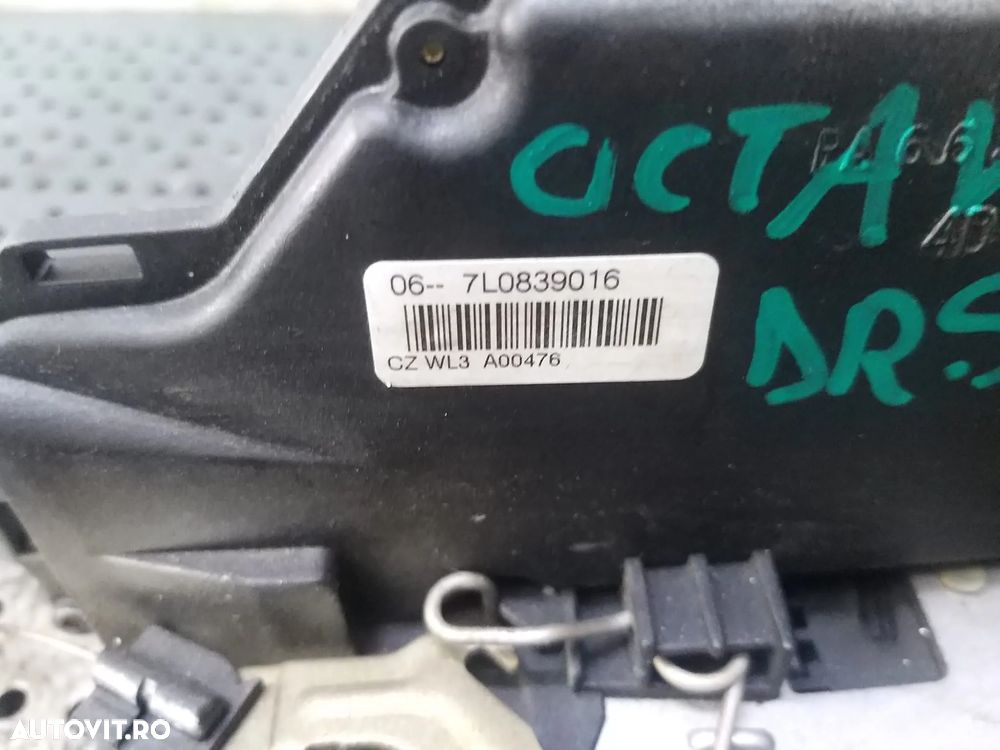 OCTAV
06-- 7L0839016
CZ WL3 A00476
DR.S
AUTOVIT.RO